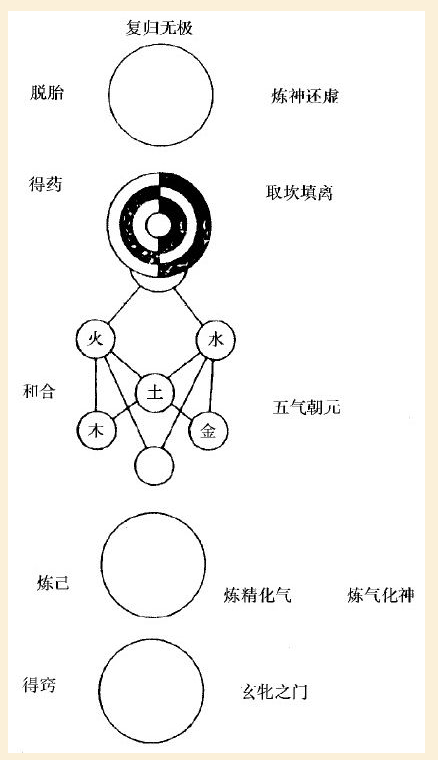 复归无极
脱胎
炼神还虚
得药
取坎填离
火
水
和合
土
五气朝元
木
金
炼己
炼精化气
炼气化神
得窍
玄牝之门